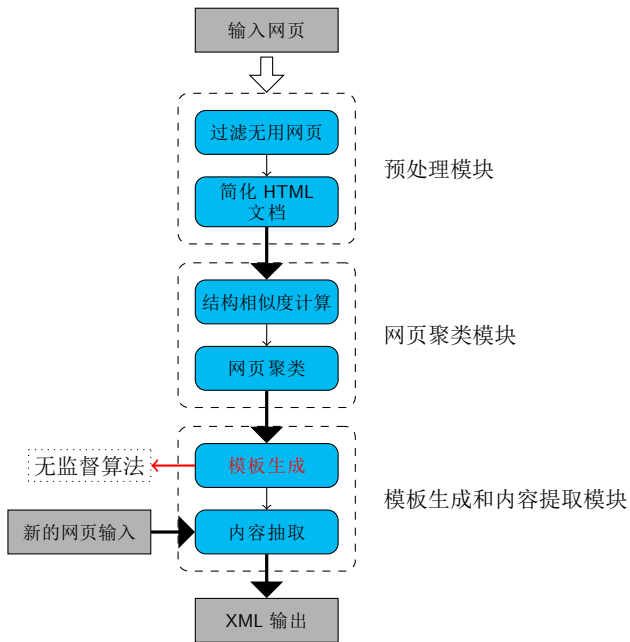 输入网页
过滤无用网页
简化 HTML
文档
预处理模块
结构相似度计算
网页聚类
网页聚类模块
无监督算法
模板生成
模板生成和内容提取模块
新的网页输入
内容抽取
XML 输出